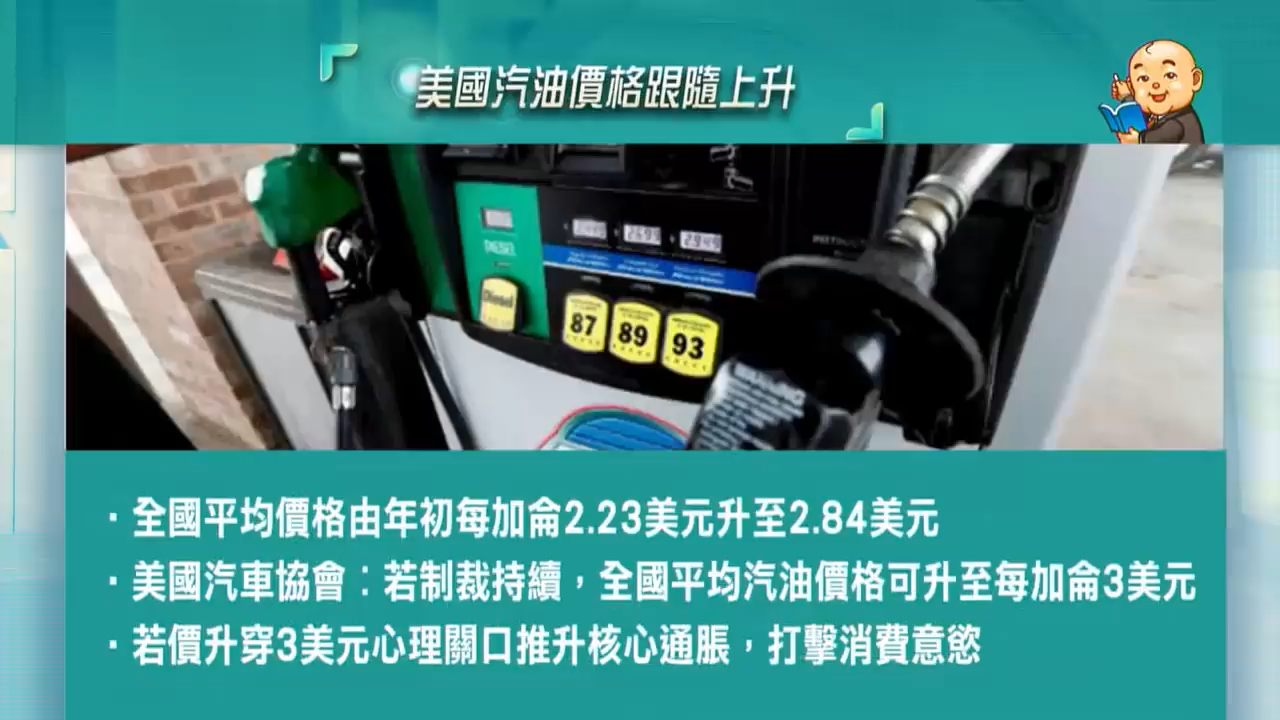 美國汽油價格跟隨上升
DIESEL
Diesel
87
89
93
· 全國平均價格由年初每加侖2.23美元升至2.84美元
· 美國汽車協會：若制裁持續，全國平均汽油價格可升至每加侖3美元
· 若價升穿3美元心理關口推升核心通脹，打擊消費意慾